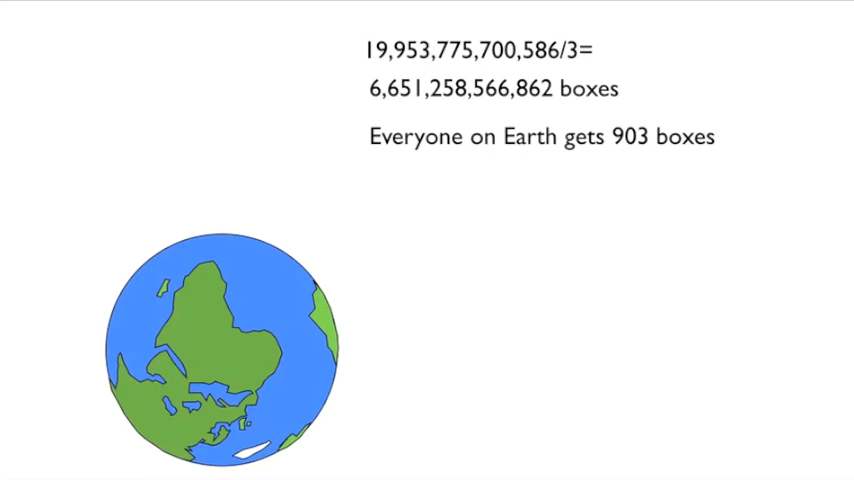 19,953,775,700,586/3=
6,651,258,566,862 boxes
Everyone on Earth gets 903 boxes